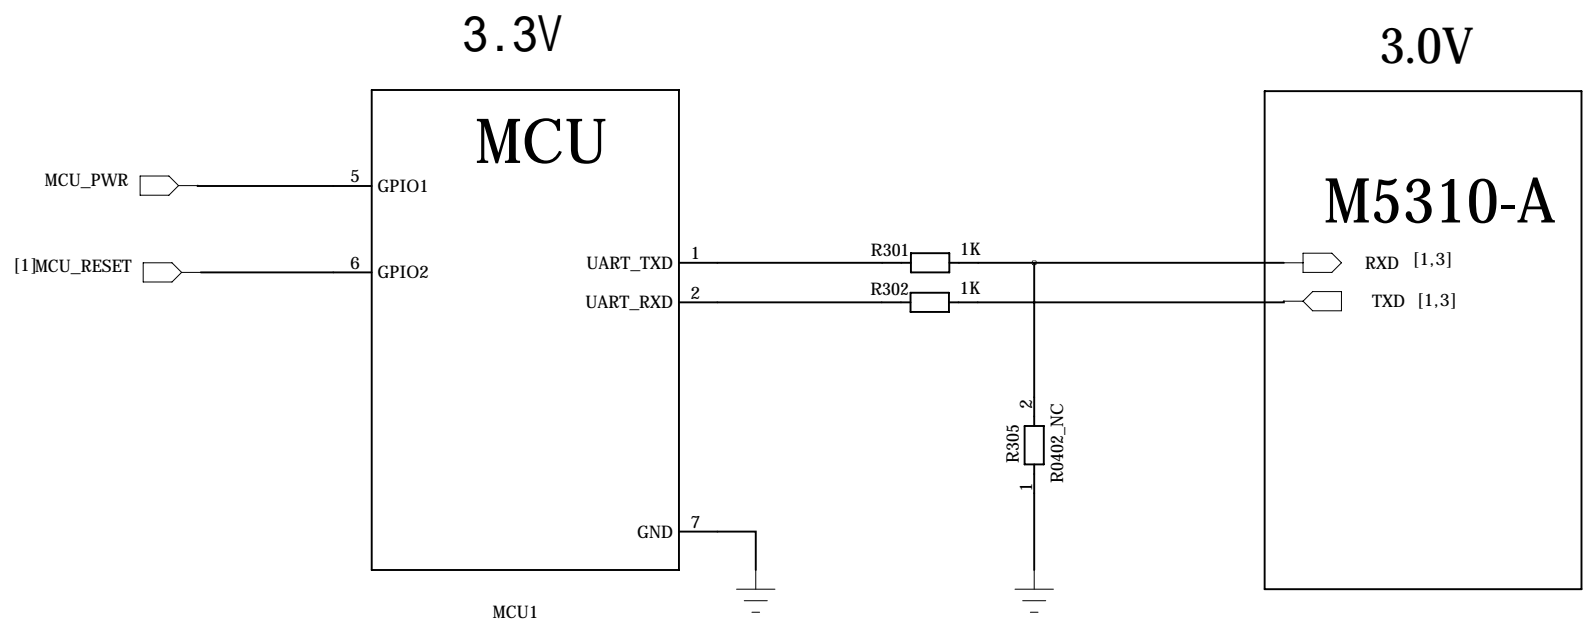 3.3V
3.0V
MCU
M5310-A
MCU_PWR
5
GPIO1
[1]MCU_RESET
6
GPIO2
UART_TXD
1
R301
1K
RXD [1,3]
UART_RXD
2
R302
1K
TXD [1,3]
2
R305
R0402_NC
1
GND
7
MCU1